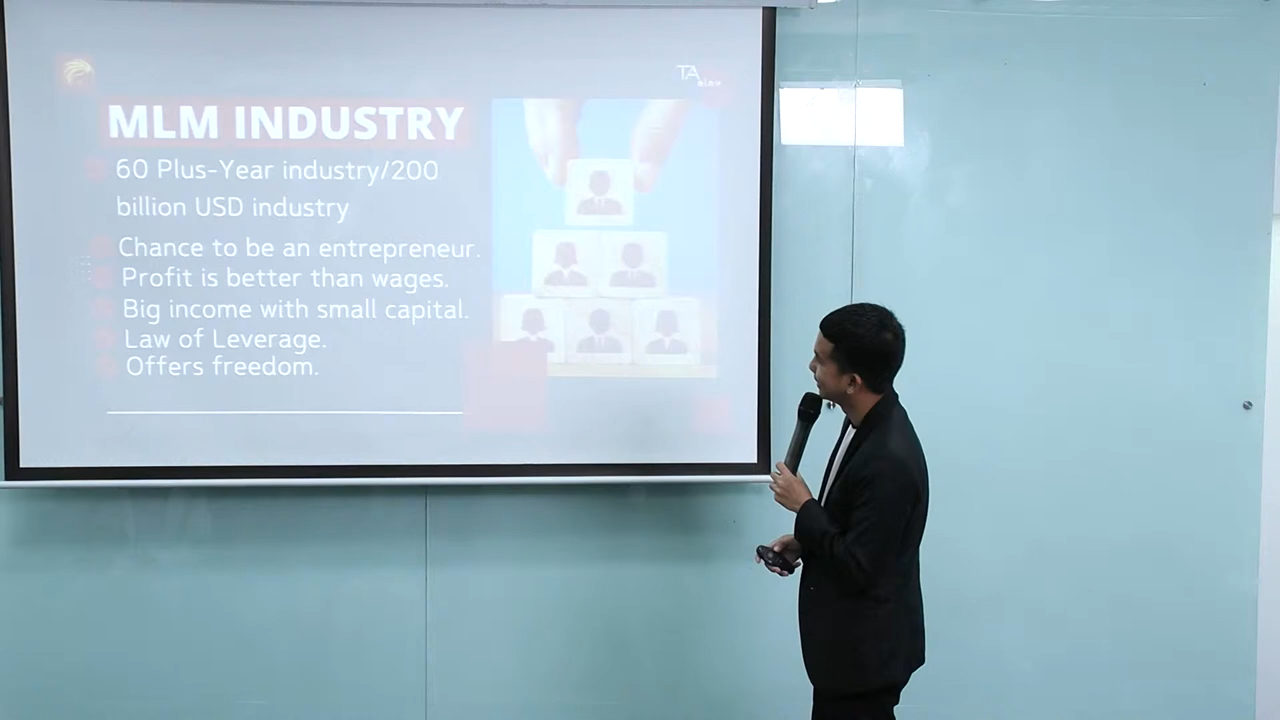 TA
MLM INDUSTRY
60 Plus-Year industry/200
billion USD industry
Chance to be an entrepreneur.
Profit is better than wages.
Big income with small capital.
Law of Leverage.
Offers freedom.